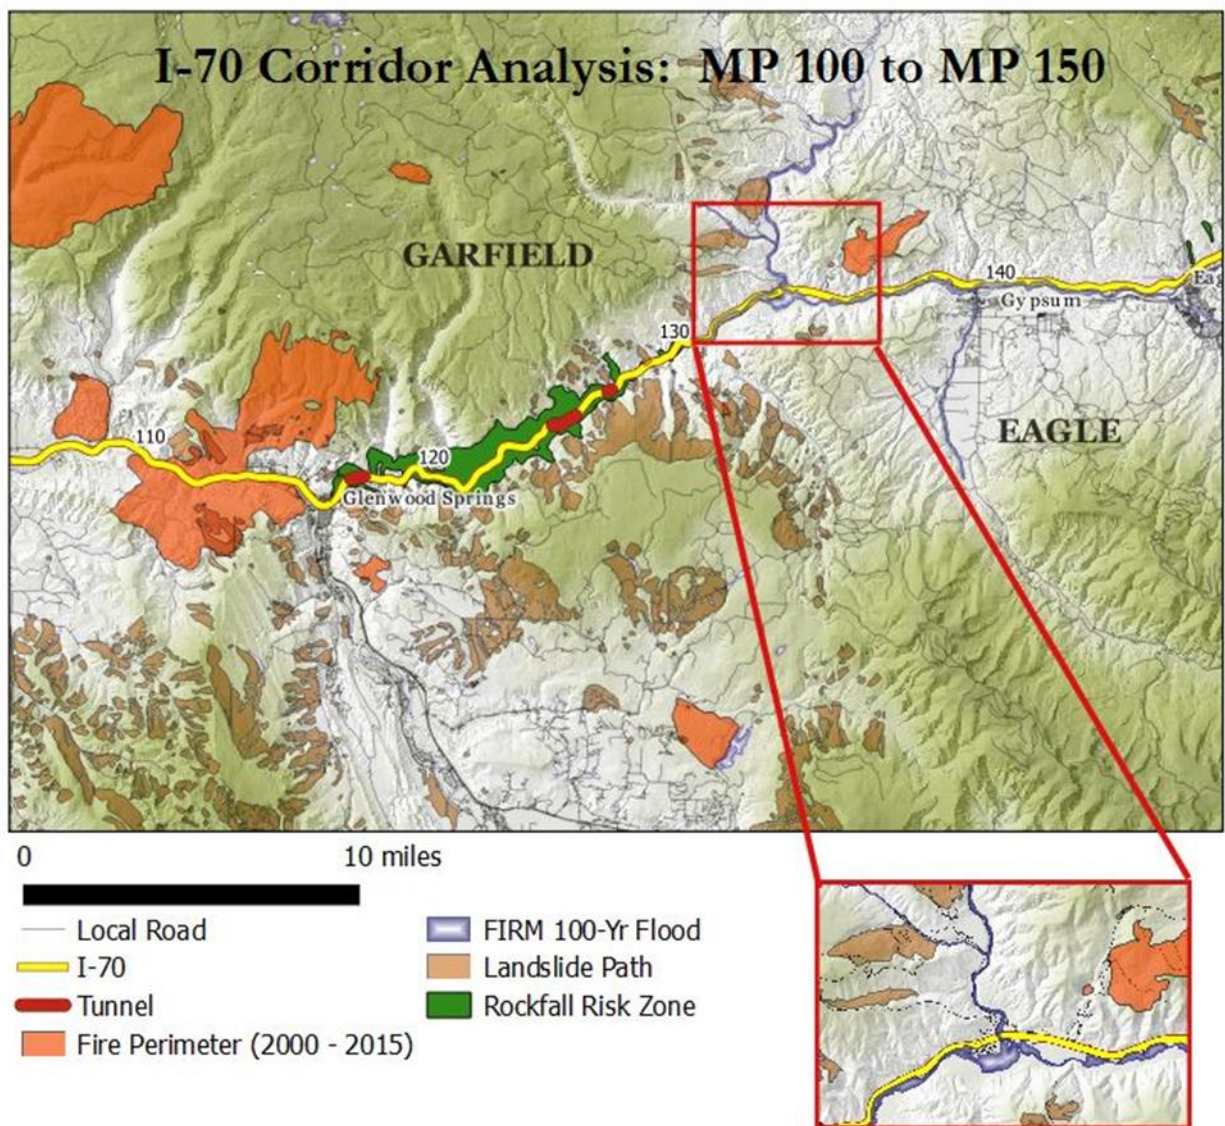 I-70 Corridor Analysis: MP 100 to MP 150
GARFIELD
140
Eag
Gypsum
130
EAGLE
110
120
Glenwood Springs
0 10 miles
Local Road
I-70
Tunnel
Fire Perimeter (2000 - 2015)
FIRM 100-Yr Flood
Landslide Path
Rockfall Risk Zone